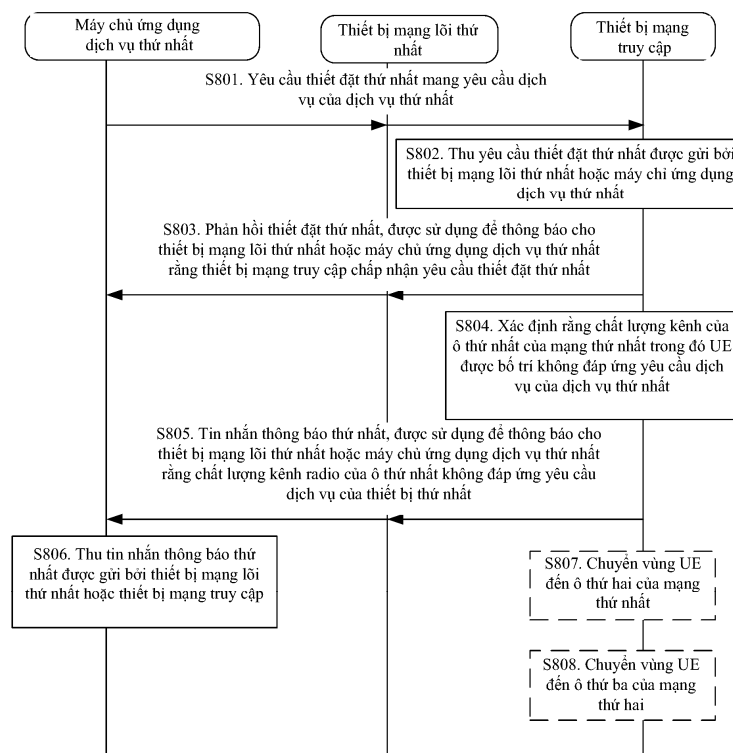 Máy chủ ứng dụng
dịch vụ thứ nhất
Thiết bị mạng lõi thứ
nhất
Thiết bị mạng
truy cập
S801. Yêu cầu thiết đặt thứ nhất mang yêu cầu dịch
vụ của dịch vụ thứ nhất
S802. Thu yêu cầu thiết đặt thứ nhất được gửi bởi
thiết bị mạng lõi thứ nhất hoặc máy chỉ ứng dụng
dịch vụ thứ nhất
S803. Phản hồi thiết đặt thứ nhất, được sử dụng để thông báo cho
thiết bị mạng lõi thứ nhất hoặc máy chủ ứng dụng dịch vụ thứ nhất
rằng thiết bị mạng truy cập chấp nhận yêu cầu thiết đặt thứ nhất
S804. Xác định rằng chất lượng kênh của
ô thứ nhất của mạng thứ nhất trong đó UE
được bố trí không đáp ứng yêu cầu dịch
vụ của dịch vụ thứ nhất
S805. Tin nhắn thông báo thứ nhất, được sử dụng để thông báo cho
thiết bị mạng lõi thứ nhất hoặc máy chủ ứng dụng dịch vụ thứ nhất
rằng chất lượng kênh radio của ô thứ nhất không đáp ứng yêu cầu
dịch vụ của thiết bị thứ nhất
S806. Thu tin nhắn thông báo thứ
nhất được gửi bởi thiết bị mạng lõi
thứ nhất hoặc thiết bị mạng truy cập
S807. Chuyển vùng UE
đến ô thứ hai của mạng
thứ nhất
S808. Chuyển vùng UE
đến ô thứ ba của mạng
thứ hai